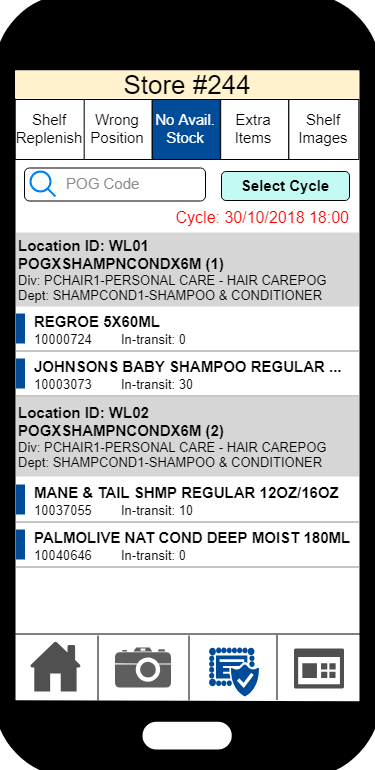 Store #244
Shelf Replenish
Wrong Position
No Avail. Stock
Extra Items
Shelf Images
POG Code
Select Cycle
Cycle: 30/10/2018 18:00
Location ID: WL01
POGXSHAMPNCONDX6M (1)
Div: PCHAIR1-PERSONAL CARE - HAIR CAREPOG
Dept: SHAMPCOND1-SHAMPOO & CONDITIONER
REGROE 5X60ML
10000724 In-transit: 0
JOHNSONS BABY SHAMPOO REGULAR ...
10003073 In-transit: 30
Location ID: WL02
POGXSHAMPNCONDX6M (2)
Div: PCHAIR1-PERSONAL CARE - HAIR CAREPOG
Dept: SHAMPCOND1-SHAMPOO & CONDITIONER
MANE & TAIL SHMP REGULAR 12OZ/16OZ
10037055 In-transit: 10
PALMOLIVE NAT COND DEEP MOIST 180ML
10040646 In-transit: 0